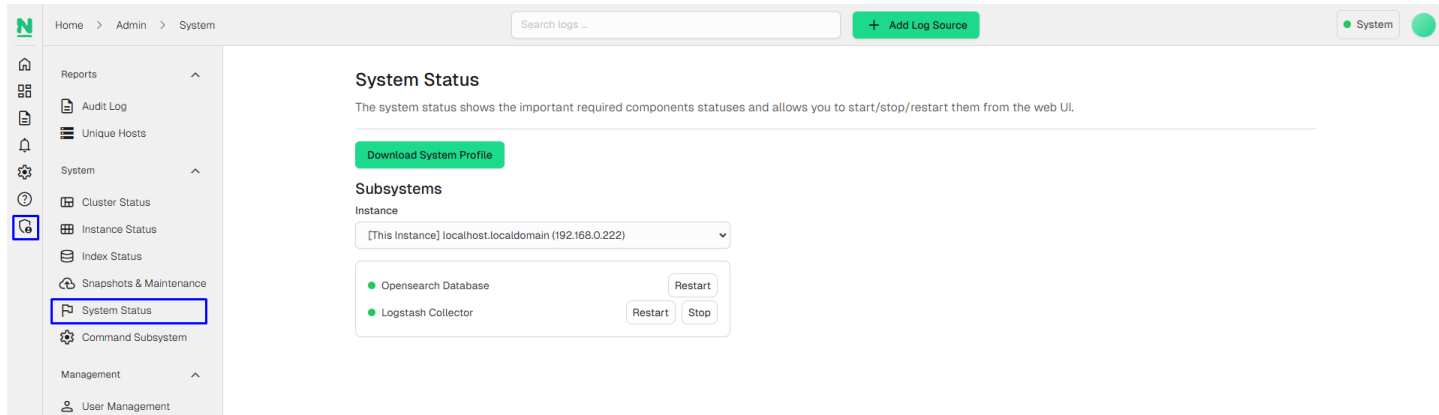 Home > Admin > System
Search logs ...
+ Add Log Source
System
Reports
Audit Log
Unique Hosts
System
Cluster Status
Instance Status
Index Status
Snapshots & Maintenance
System Status
Command Subsystem
Management
User Management
System Status
The system status shows the important required components statuses and allows you to start/stop/restart them from the web UI.
Download System Profile
Subsystems
Instance
[This Instance] localhost.localdomain (192.168.0.222)
Opensearch Database Restart
Logstash Collector Restart Stop